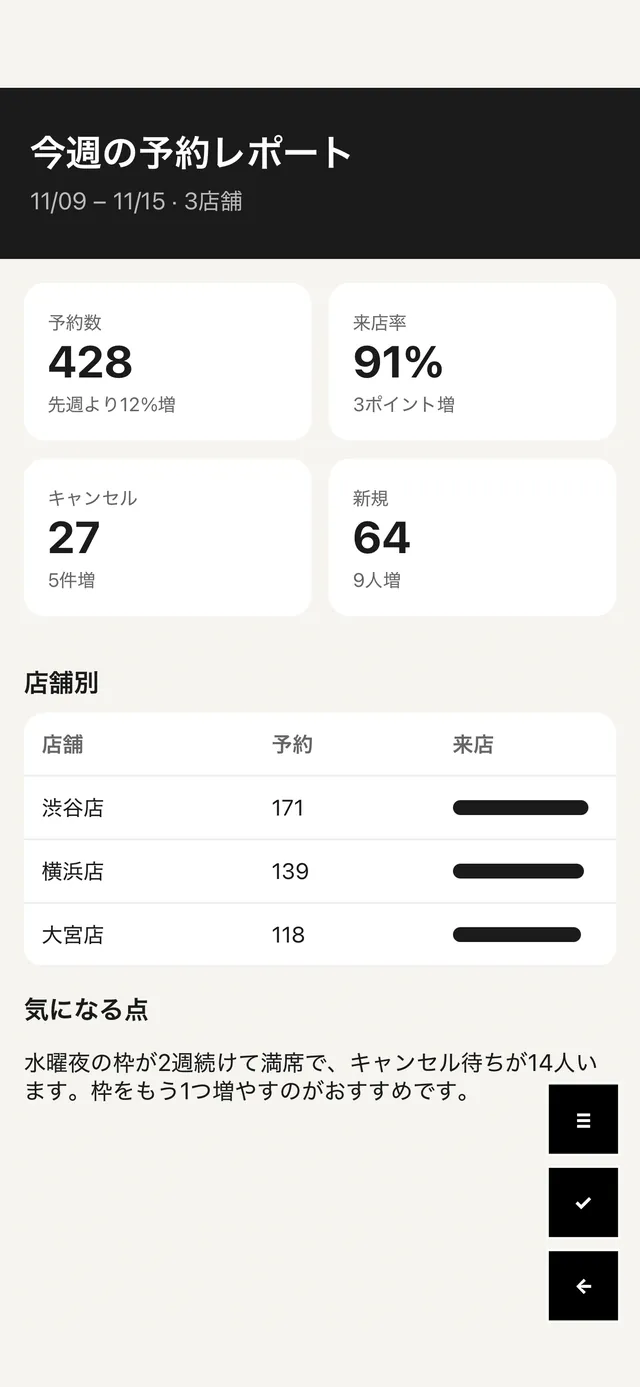 今週の予約レポート
11/09 – 11/15 · 3店舗
予約数
428
先週より12%増
来店率
91%
3ポイント増
キャンセル
27
5件増
新規
64
9人増
店舗別
店舗 予約 来店
渋谷店 171
横浜店 139
大宮店 118
気になる点
水曜夜の枠が2週続けて満席で、キャンセル待ちが14人い
ます。枠をもう1つ増やすのがおすすめです。